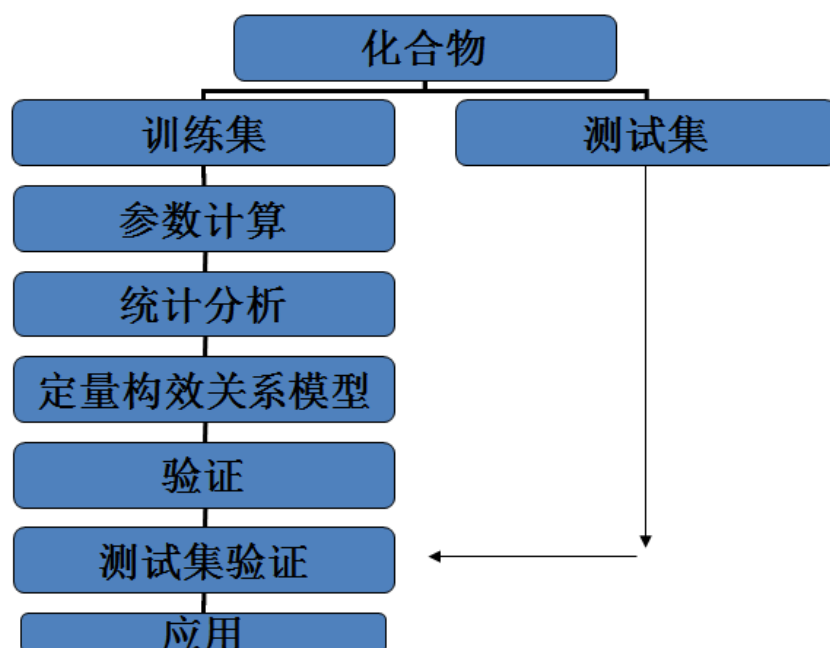 化合物
训练集
测试集
参数计算
统计分析
定量构效关系模型
验证
测试集验证
应用